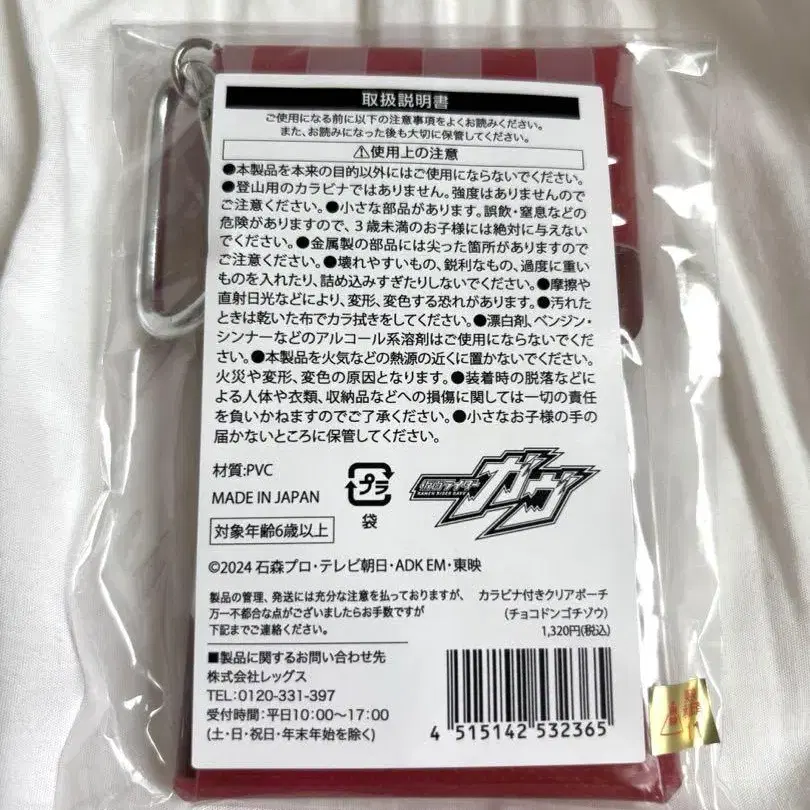 取扱説明書
ご使用になる前に以下の注意事項をよくお読みください。
また、お読みになった後も大切に保管してください。
⚠使用上の注意
●本製品を本来の目的以外にはご使用にならないでください。
●登山用のカラビナではありません。強度はありませんので
ご注意ください。●小さな部品があります。誤飲・窒息などの
危険がありますので、3歳未満のお子様には絶対に与えない
でください。●金属製の部品には尖った箇所がありますので
ご注意ください。●壊れやすいもの、鋭利なもの、過度に重い
ものを入れたり、詰め込みすぎたりしないでください。●摩擦や
直射日光などにより、変形、変色する恐れがあります。●汚れた
ときは乾いた布でカラ拭きをしてください。●漂白剤、ベンジン・
シンナーなどのアルコール系溶剤はご使用にならないでくだ
さい。●本製品を火気などの熱源の近くに置かないでください。
火災や変形、変色の原因となります。●装着時の脱落などに
よる人体や衣類、収納品などへの損傷に関しては一切の責任
を負いかねますのでご了承ください。●小さなお子様の手の
届かないところに保管してください。
材質:PVC
MADE IN JAPAN
対象年齢6歳以上
プラ
袋
仮面ライダー
KAMEN RIDER GAVV
ガヴ
©2024 石森プロ・テレビ朝日・ADK EM・東映
製品の管理、発送には充分な注意を払っておりますが、
万一不都合な点がございましたらお手数ですが
下記までご連絡ください。
カラビナ付きクリアポーチ
(チョコドンゴチゾウ)
1,320円(税込)
■製品に関するお問い合わせ先
株式会社レッグス
TEL:0120-331-397
受付時間:平日10:00〜17:00
(土・日・祝日・年末年始を除く)
4 515142 532365